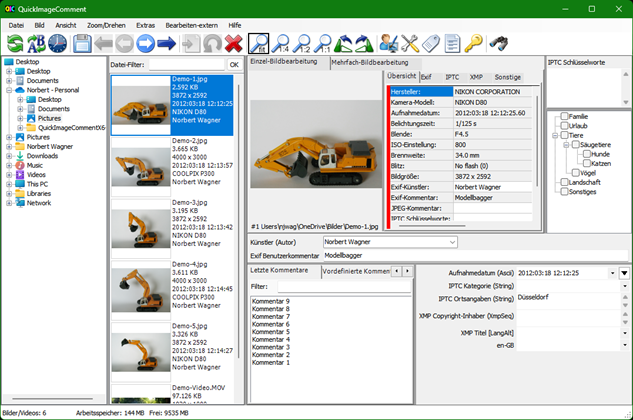 QuickImageComment
Datei Ansicht Zoom/Drehen Extras Bearbeiten-extern Hilfe
fit 1:4 1:2 1:1
Desktop
Desktop
Documents
Norbert - Personal
Desktop
Documents
Pictures
QuickImageCommentX6
Pictures
Norbert Wagner
Downloads
Music
Videos
This PC
Libraries
Network
Datei-Filter: OK
Demo-1.jpg
2.592 KB
3872 x 2592
2012:03:18 12:12:25
NIKON D80
Norbert Wagner
Demo-2.jpg
3.665 KB
4000 x 3000
2012:03:18 12:13:57
COOLPIX P300
Norbert Wagner
Demo-3.jpg
3.195 KB
3872 x 2592
2012:03:18 12:13:42
NIKON D80
Norbert Wagner
Demo-4.jpg
3.611 KB
4000 x 3000
2012:03:18 12:14:45
COOLPIX P300
Norbert Wagner
Demo-5.jpg
3.326 KB
3872 x 2592
2012:03:18 12:14:27
NIKON D80
Norbert Wagner
Demo-Video.MOV
97.126 KB
Einzel-Bildbearbeitung Mehrfach-Bildbearbeitung
Übersicht Exif IPTC XMP Sonstige
Hersteller: NIKON CORPORATION
Kamera-Modell: NIKON D80
Aufnahmedatum: 2012:03:18 12:12:25.60
Belichtungszeit: 1/125 s
Blende: F4.5
ISO-Einstellung: 800
Brennweite: 34.0 mm
Blitz: No flash (0)
Bildgröße: 3872 x 2592
Exif-Künstler: Norbert Wagner
Exif-Kommentar: Modellbagger
JPEG-Kommentar:
IPTC Schlüsselworte:
#1 Users\njwag\OneDrive\Bilder\Demo-1.jpg
IPTC Schlüsselworte
Familie
Urlaub
Tiere
Säugetiere
Hunde
Katzen
Vögel
Landschaft
Sonstiges
Künstler (Autor) Norbert Wagner
Exif Benutzerkommentar Modellbagger
Letzte Kommentare Vordefinierte Kommen
Filter:
Kommentar 9
Kommentar 8
Kommentar 7
Kommentar 6
Kommentar 5
Kommentar 4
Kommentar 3
Kommentar 2
Kommentar 1
Aufnahmedatum (Ascii) 2012:03:18 12:12:25
IPTC Kategorie (String)
IPTC Ortsangaben (String) Düsseldorf
XMP Copyright-Inhaber (XmpSeq)
XMP Titel [LangAlt]
en-GB
Bilder/Videos: 6 Arbeitsspeicher: 144 MB Frei: 9535 MB